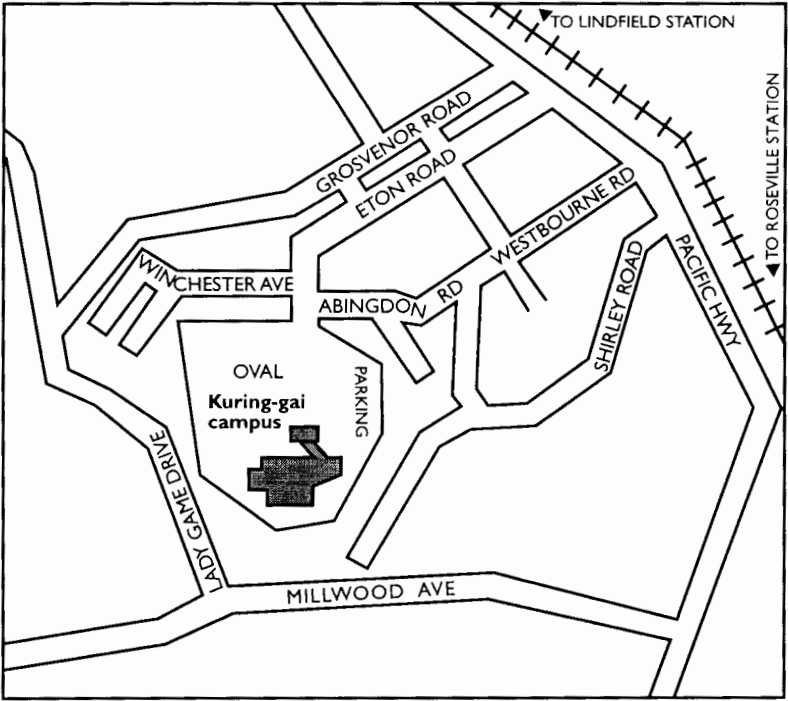 TO LINDFIELD STATION
TO ROSEVILLE STATION
GROSVENOR ROAD
ETON ROAD
WESTBOURNE RD
WINCHESTER AVE
ABINGDON RD
PACIFIC HWY
SHIRLEY ROAD
OVAL
PARKING
Kuring-gai
campus
LADY GAME DRIVE
MILLWOOD AVE